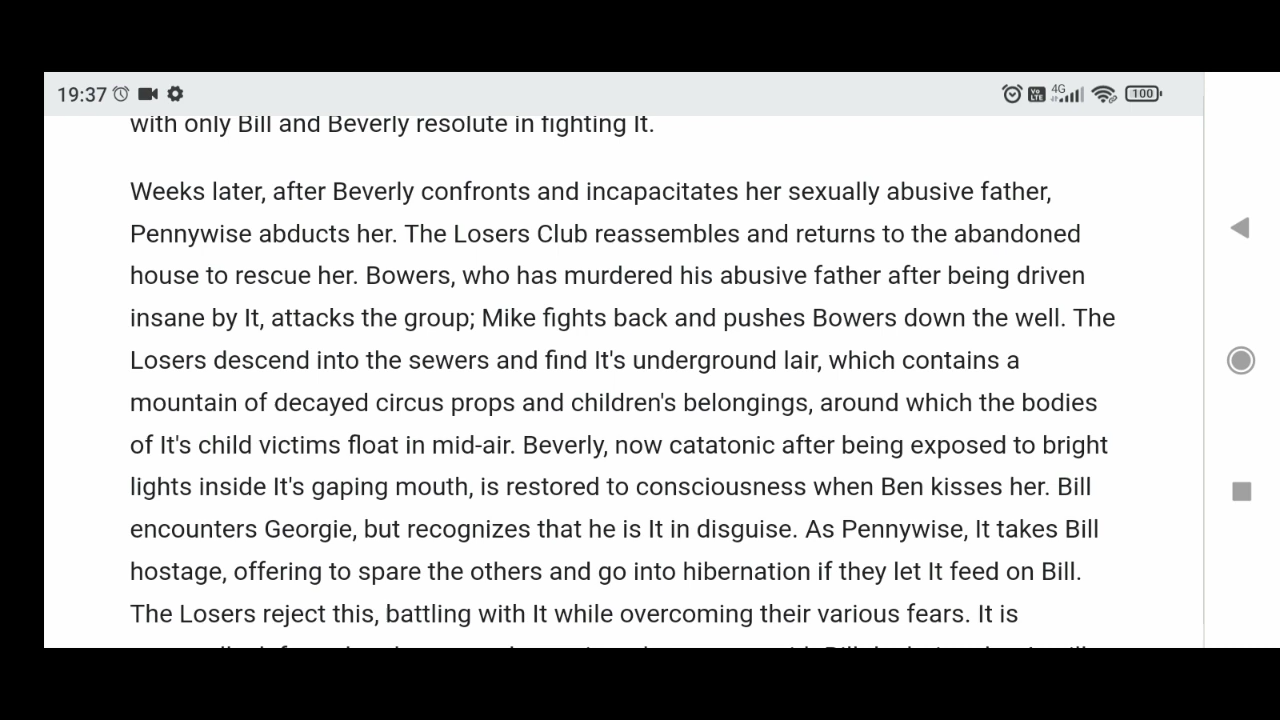 19:37
Vo LTE 4G 100
with only Bill and Beverly resolute in fighting It.
Weeks later, after Beverly confronts and incapacitates her sexually abusive father,
Pennywise abducts her. The Losers Club reassembles and returns to the abandoned
house to rescue her. Bowers, who has murdered his abusive father after being driven
insane by It, attacks the group; Mike fights back and pushes Bowers down the well. The
Losers descend into the sewers and find It's underground lair, which contains a
mountain of decayed circus props and children's belongings, around which the bodies
of It's child victims float in mid-air. Beverly, now catatonic after being exposed to bright
lights inside It's gaping mouth, is restored to consciousness when Ben kisses her. Bill
encounters Georgie, but recognizes that he is It in disguise. As Pennywise, It takes Bill
hostage, offering to spare the others and go into hibernation if they let It feed on Bill.
The Losers reject this, battling with It while overcoming their various fears. It is